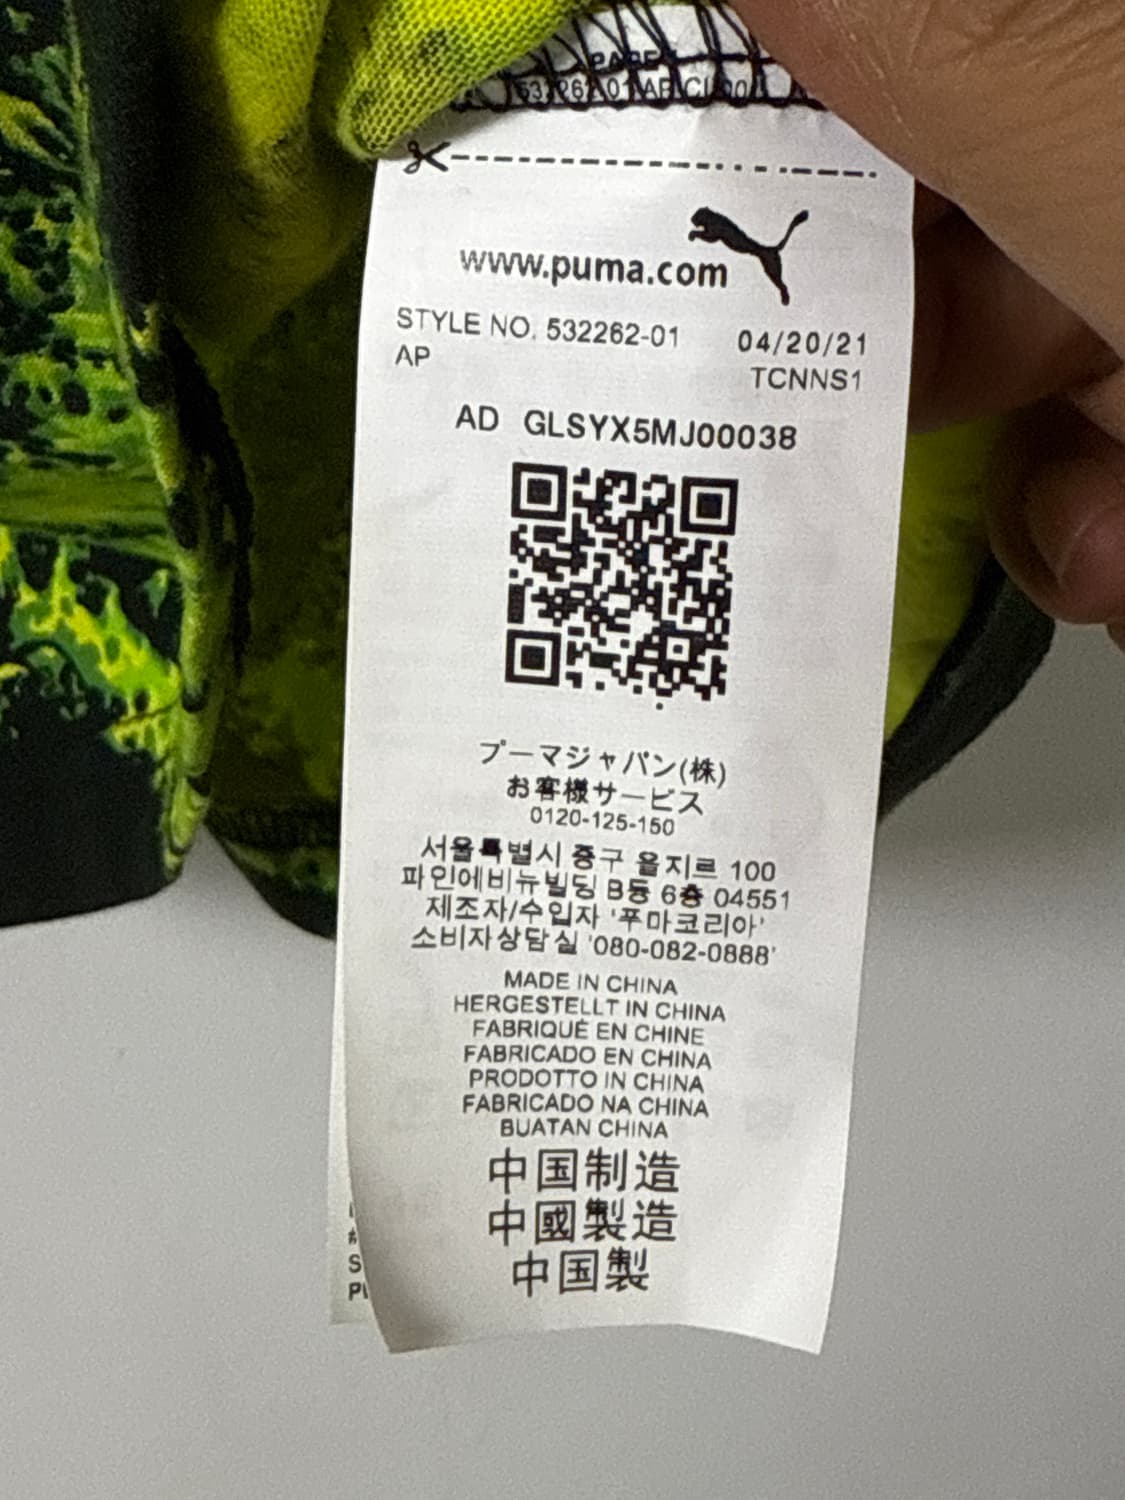 www.puma.com
STYLE NO. 532262-01 04/20/21
AP TCNNS1
AD GLSYX5MJ00038
プーマジャパン(株)
お客様サービス
0120-125-150
서울특별시 중구 을지로 100
파인에비뉴빌딩 B동 6층 04551
제조자/수입자 '푸마코리아'
소비자상담실 '080-082-0888'
MADE IN CHINA
HERGESTELLT IN CHINA
FABRIQUÉ EN CHINE
FABRICADO EN CHINA
PRODOTTO IN CHINA
FABRICADO NA CHINA
BUATAN CHINA
中国制造
中國製造
中国製